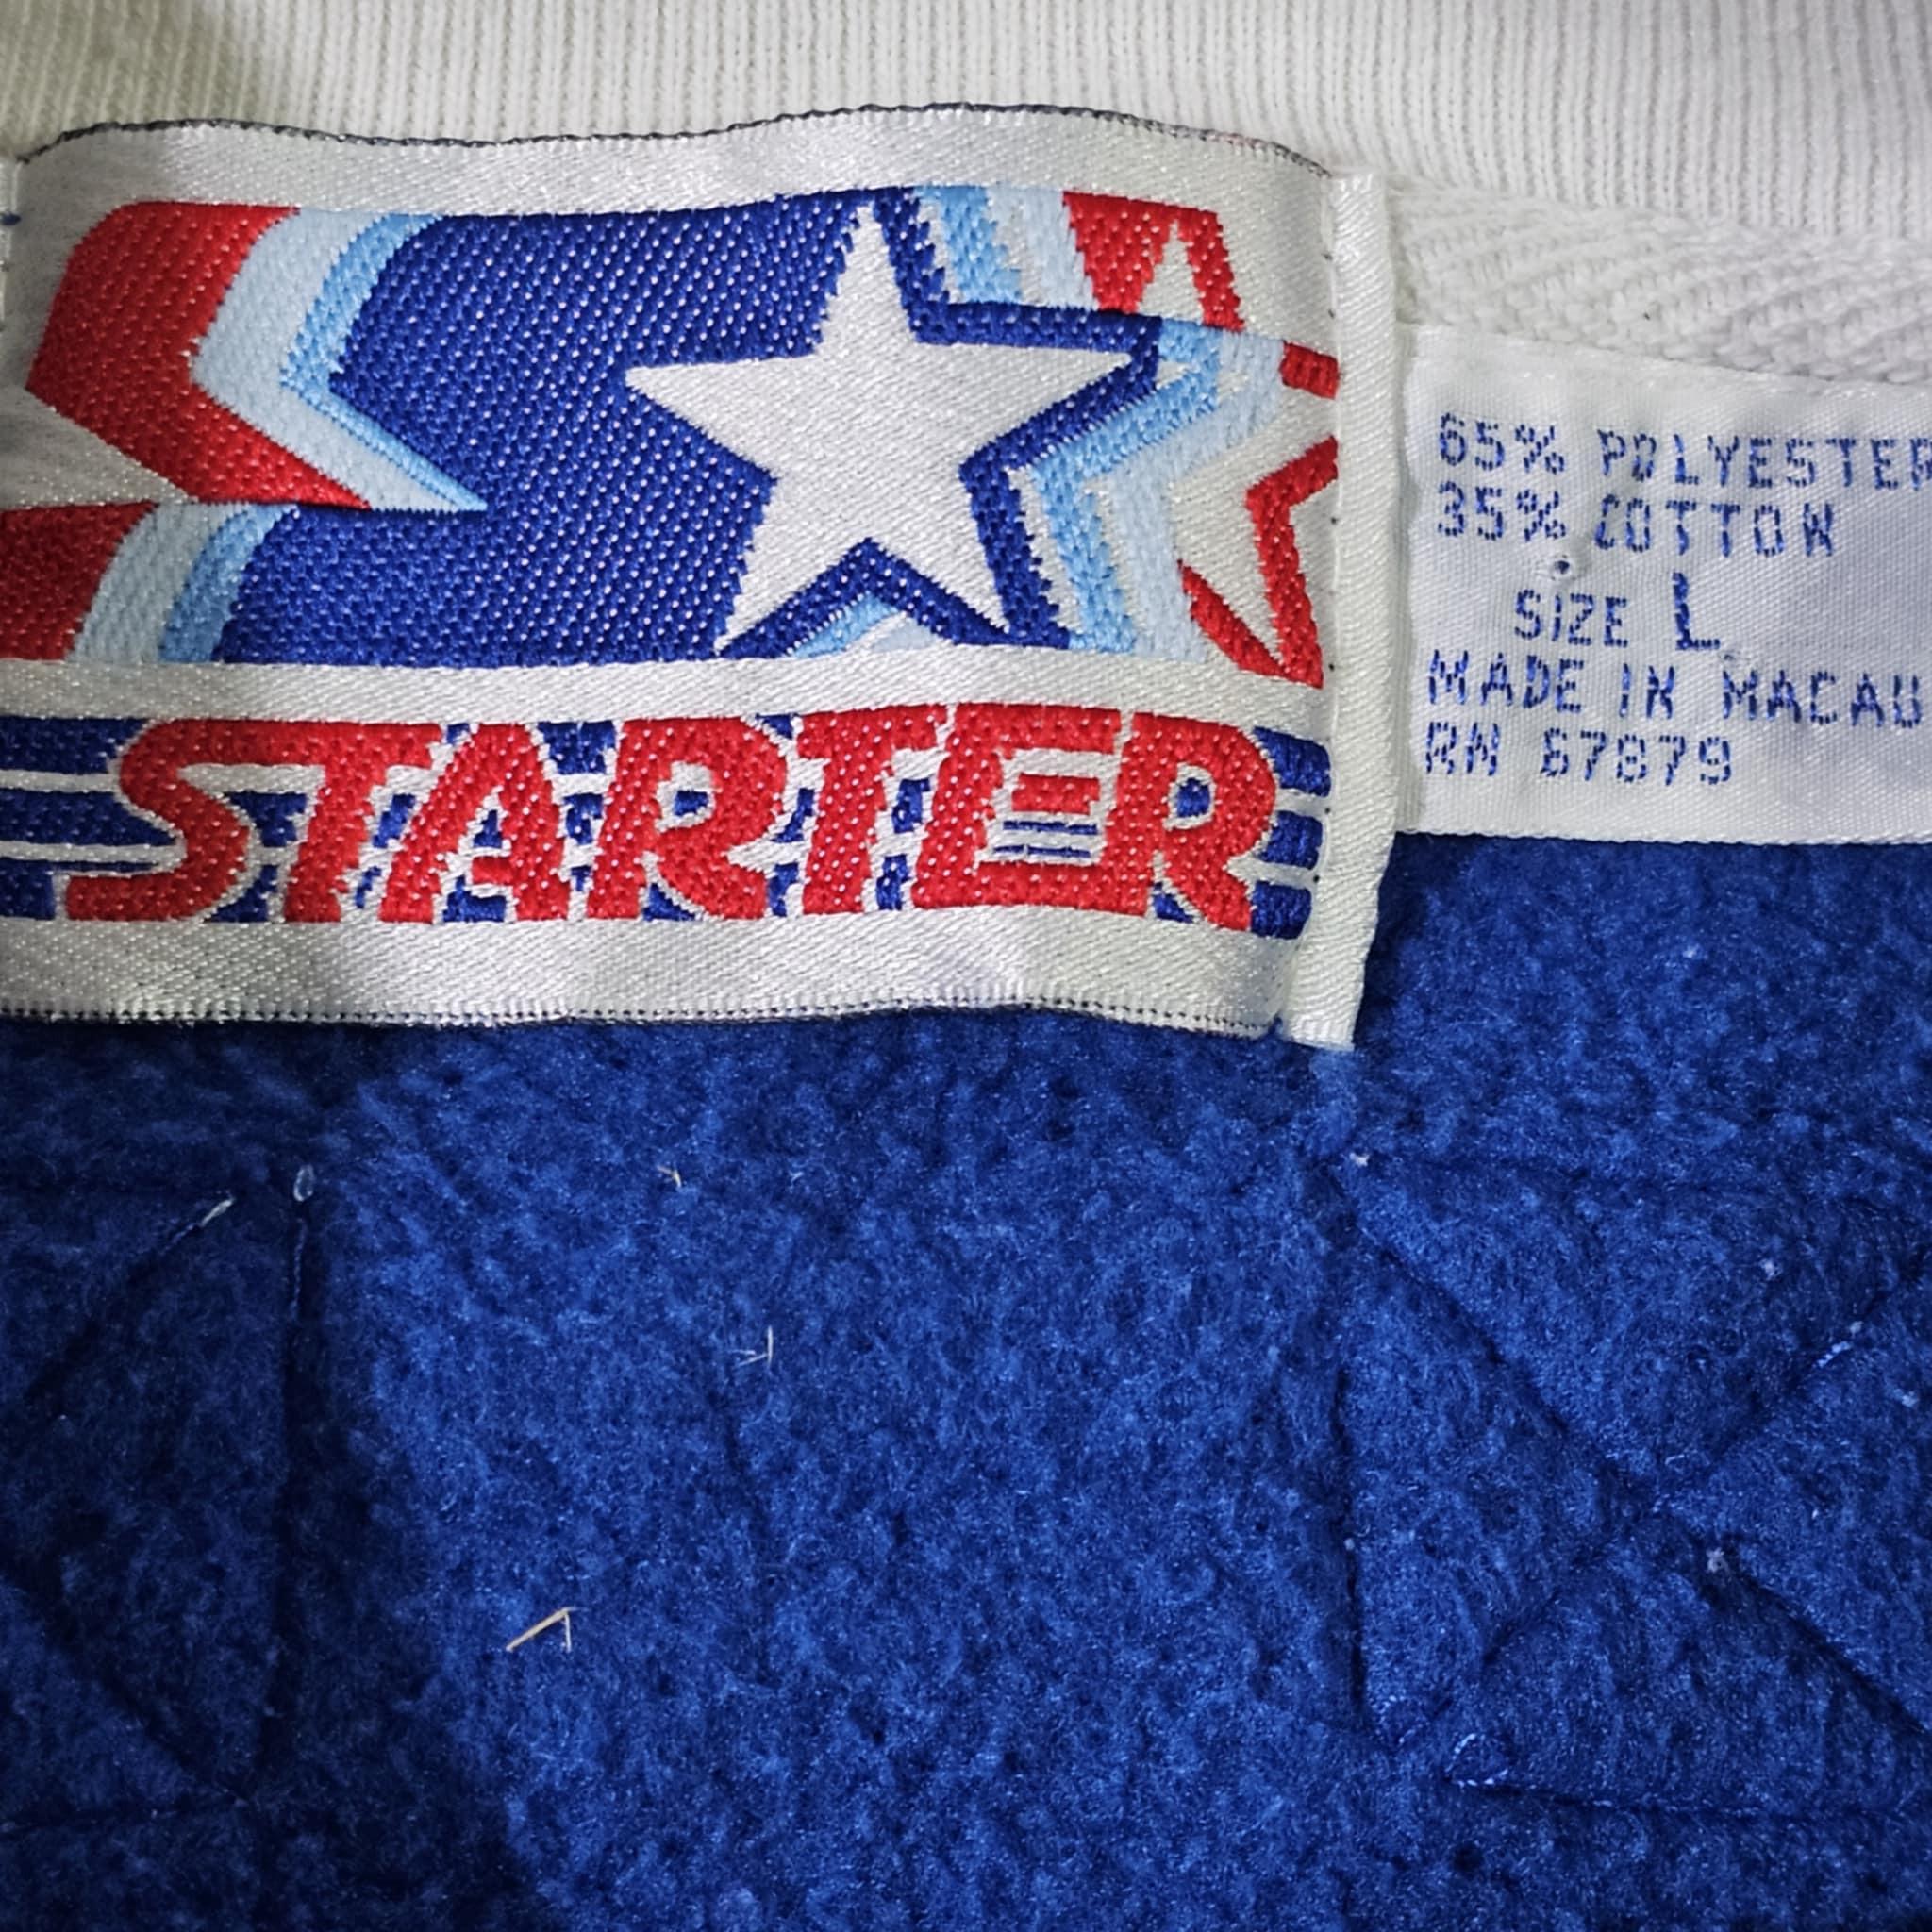 STARTER
65% POLYESTER
35% COTTON
SIZE L
MADE IN MACAU
RN 67879